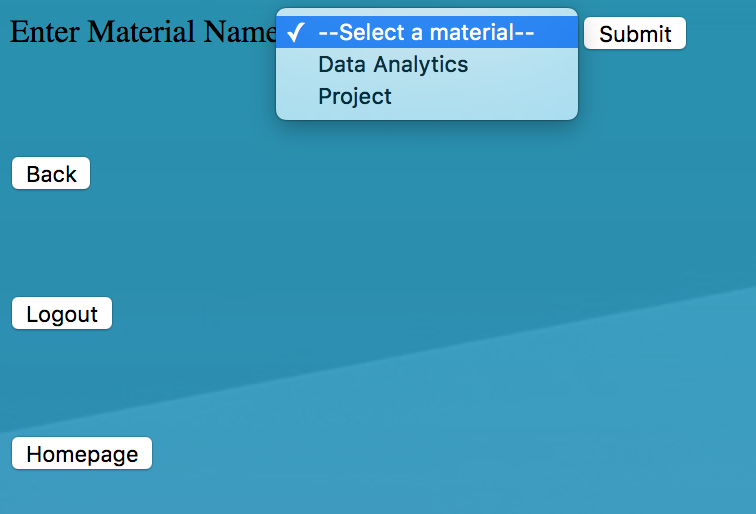 Enter Material Name ✓ --Select a material-- Submit
Data Analytics
Project
Back
Logout
Homepage